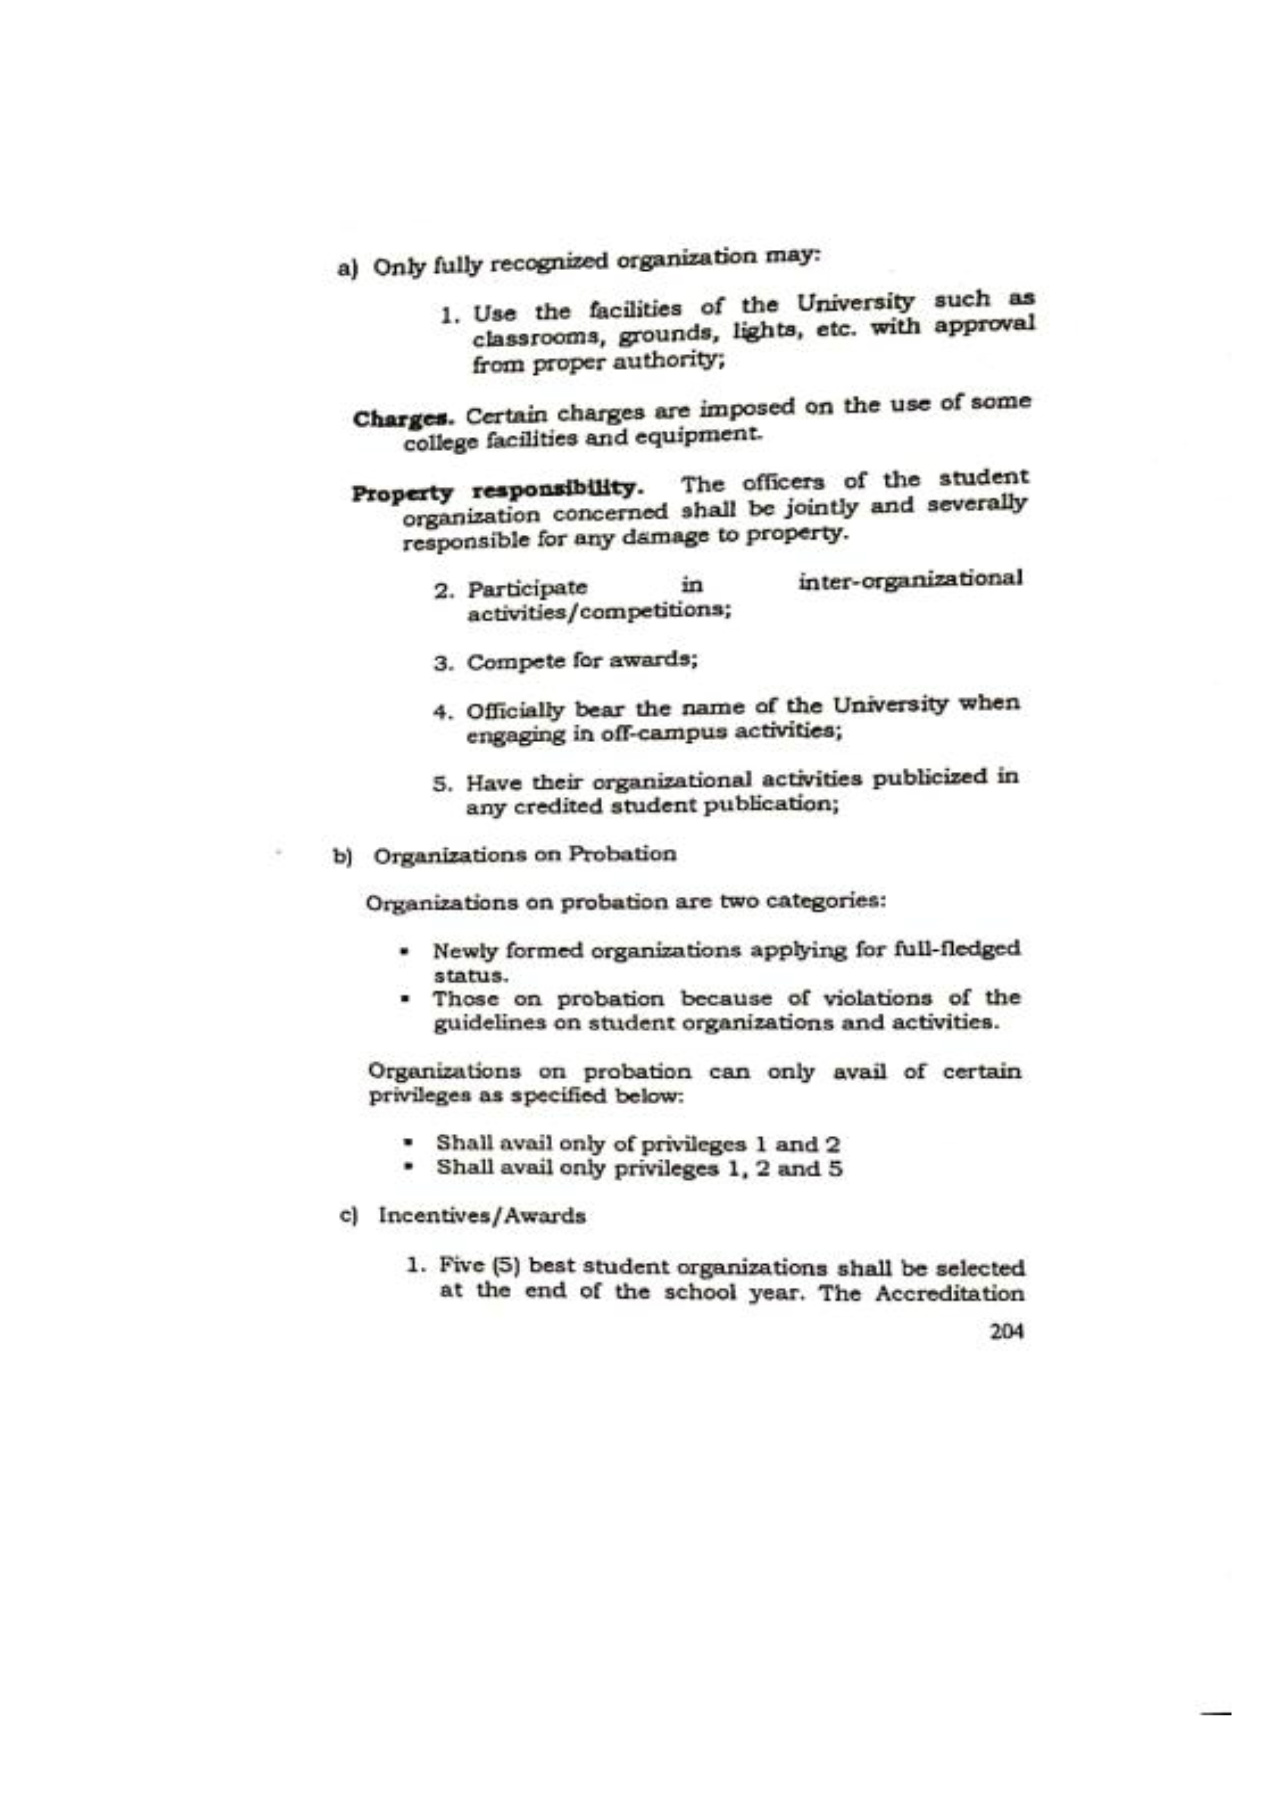 a) Only fully recognized organization may:
1. Use the facilities of the University such as
classrooms, grounds, lights, etc. with approval
from proper authority;
Charges. Certain charges are imposed on the use of some
college facilities and equipment.
Property responsibility. The officers of the student
organization concerned shall be jointly and severally
responsible for any damage to property.
2. Participate in inter-organizational
activities/competitions;
3. Compete for awards;
4. Officially bear the name of the University when
engaging in off-campus activities;
5. Have their organizational activities publicized in
any credited student publication;
b) Organizations on Probation
Organizations on probation are two categories:
▪ Newly formed organizations applying for full-fledged
status.
▪ Those on probation because of violations of the
guidelines on student organizations and activities.
Organizations on probation can only avail of certain
privileges as specified below:
▪ Shall avail only of privileges 1 and 2
▪ Shall avail only privileges 1, 2 and 5
c) Incentives/Awards
1. Five (5) best student organizations shall be selected
at the end of the school year. The Accreditation
204